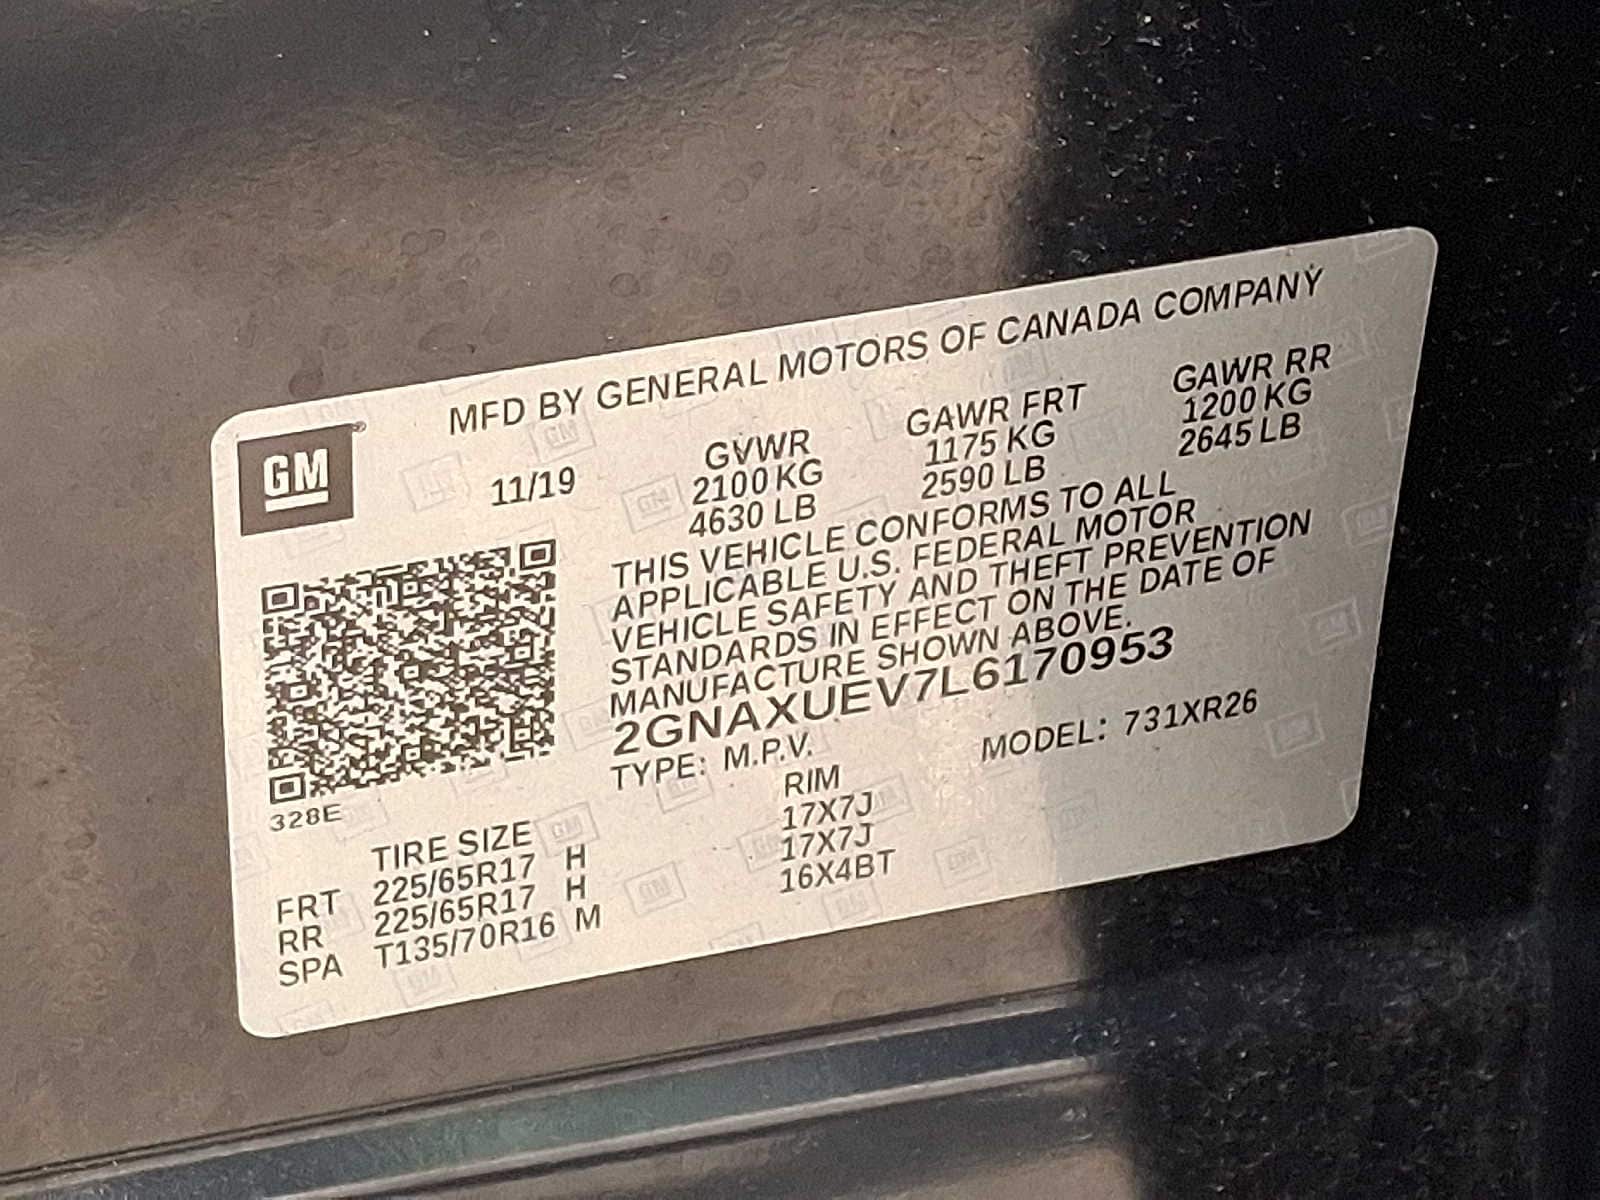 MFD BY GENERAL MOTORS OF CANADA COMPANY
GM
11/19
GVWR
2100 KG
4630 LB
GAWR FRT
1175 KG
2590 LB
GAWR RR
1200 KG
2645 LB
THIS VEHICLE CONFORMS TO ALL
APPLICABLE U.S. FEDERAL MOTOR
VEHICLE SAFETY AND THEFT PREVENTION
STANDARDS IN EFFECT ON THE DATE OF
MANUFACTURE SHOWN ABOVE.
2GNAXUEV7L6170953
TYPE: M.P.V. MODEL: 731XR26
328E
TIRE SIZE RIM
FRT 225/65R17 H 17X7J
RR 225/65R17 H 17X7J
SPA T135/70R16 M 16X4BT